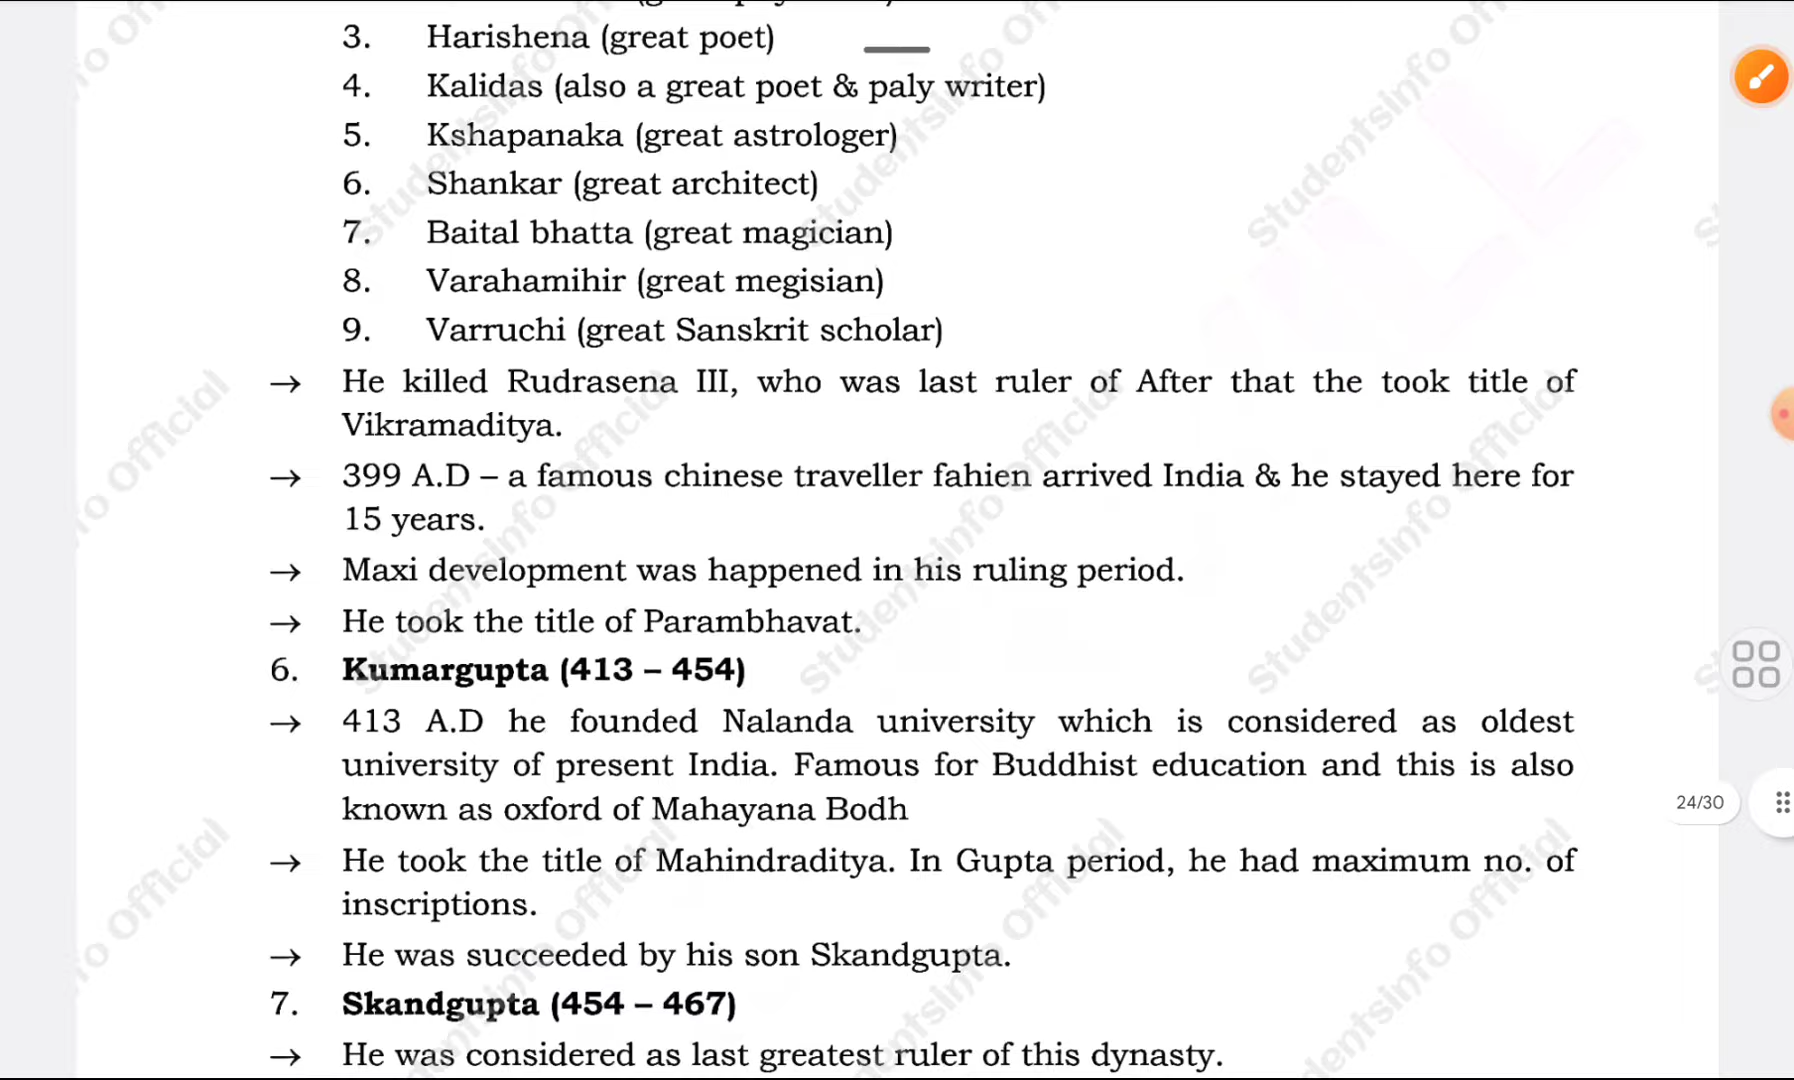 3. Harishena (great poet)
4. Kalidas (also a great poet & paly writer)
5. Kshapanaka (great astrologer)
6. Shankar (great architect)
7. Baital bhatta (great magician)
8. Varahamihir (great megisian)
9. Varruchi (great Sanskrit scholar)
→ He killed Rudrasena III, who was last ruler of After that the took title of
Vikramaditya.
→ 399 A.D – a famous chinese traveller fahien arrived India & he stayed here for
15 years.
→ Maxi development was happened in his ruling period.
→ He took the title of Parambhavat.
6. Kumargupta (413 – 454)
→ 413 A.D he founded Nalanda university which is considered as oldest
university of present India. Famous for Buddhist education and this is also
known as oxford of Mahayana Bodh
24/30
→ He took the title of Mahindraditya. In Gupta period, he had maximum no. of
inscriptions.
→ He was succeeded by his son Skandgupta.
7. Skandgupta (454 – 467)
→ He was considered as last greatest ruler of this dynasty.
Studentsinfo Official